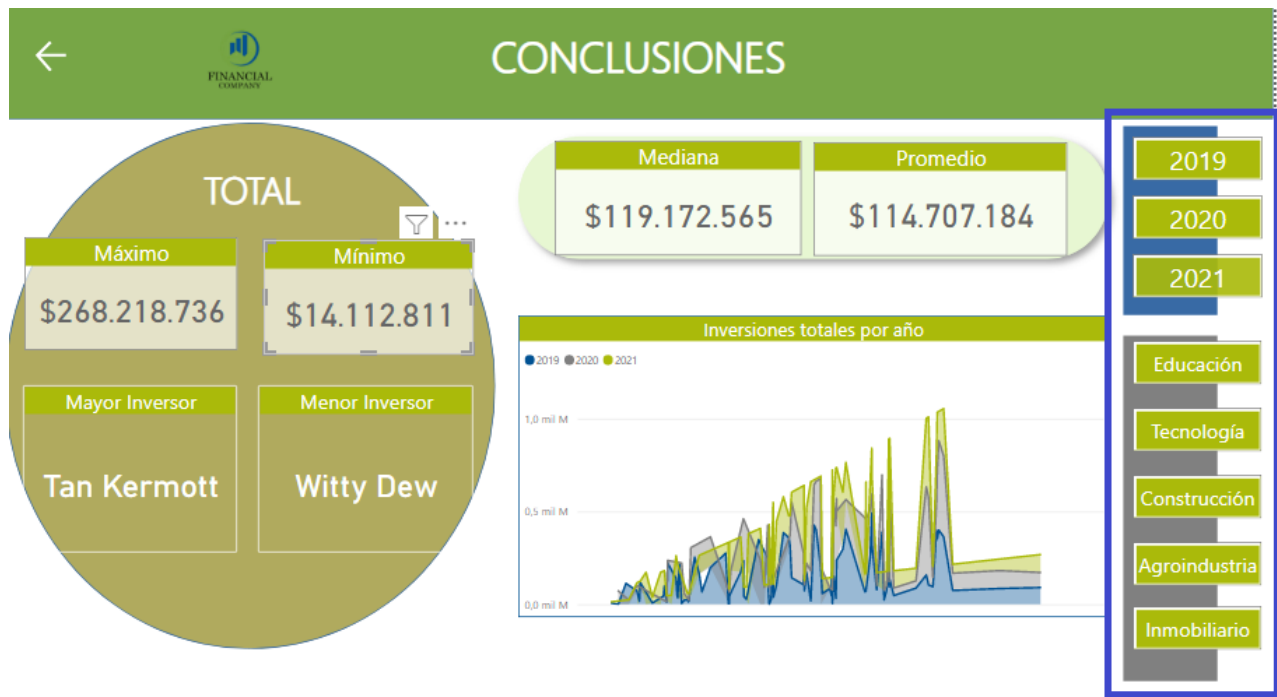 FINANCIAL
COMPANY
CONCLUSIONES
TOTAL
Máximo
$268.218.736
Mínimo
$14.112.811
Mayor Inversor
Tan Kermott
Menor Inversor
Witty Dew
Mediana
$119.172.565
Promedio
$114.707.184
Inversiones totales por año
2019 2020 2021
1,0 mil M
0,5 mil M
0,0 mil M
2019
2020
2021
Educación
Tecnología
Construcción
Agroindustria
Inmobiliario